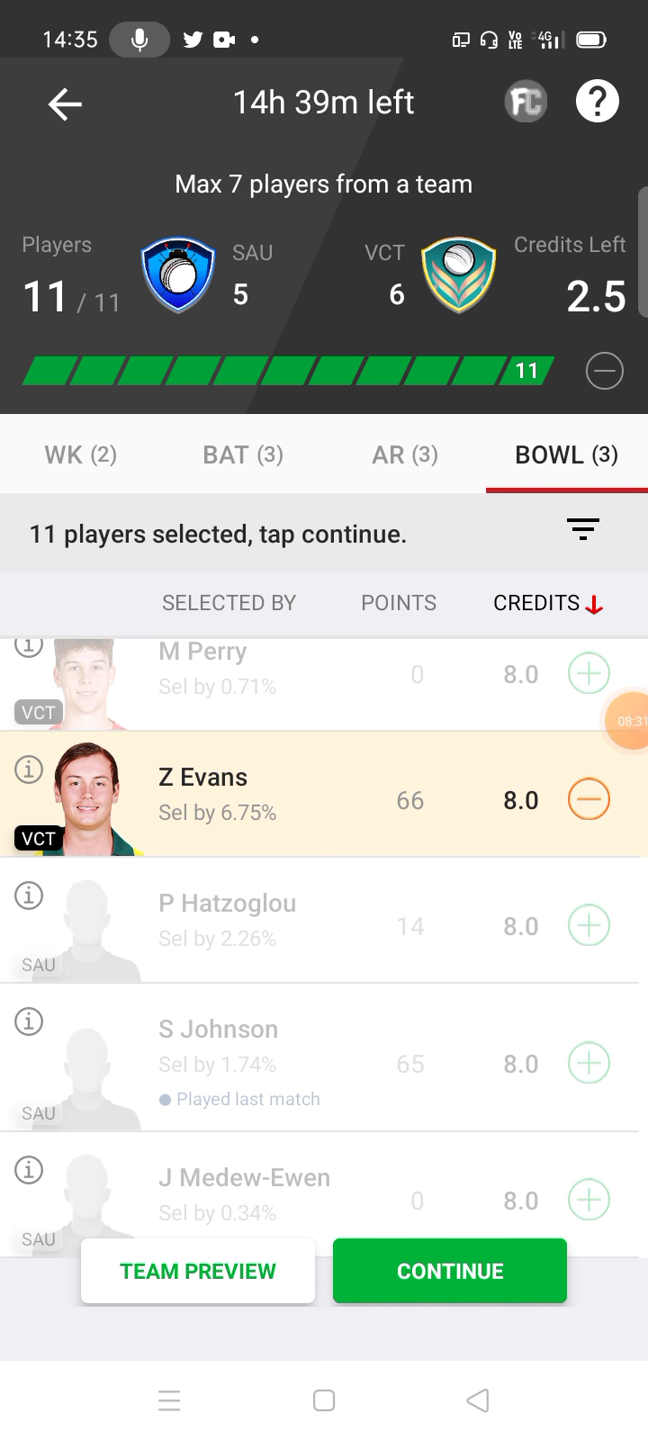 14:35
Vo LTE 4G
14h 39m left
FC
?
Max 7 players from a team
Players
SAU
VCT
Credits Left
11 / 11
5
6
2.5
11
WK (2)
BAT (3)
AR (3)
BOWL (3)
11 players selected, tap continue.
SELECTED BY
POINTS
CREDITS
M Perry
Sel by 0.71%
0
8.0
VCT
08:31
Z Evans
Sel by 6.75%
66
8.0
VCT
P Hatzoglou
Sel by 2.26%
14
8.0
SAU
S Johnson
Sel by 1.74%
65
8.0
Played last match
SAU
J Medew-Ewen
Sel by 0.34%
0
8.0
SAU
TEAM PREVIEW
CONTINUE